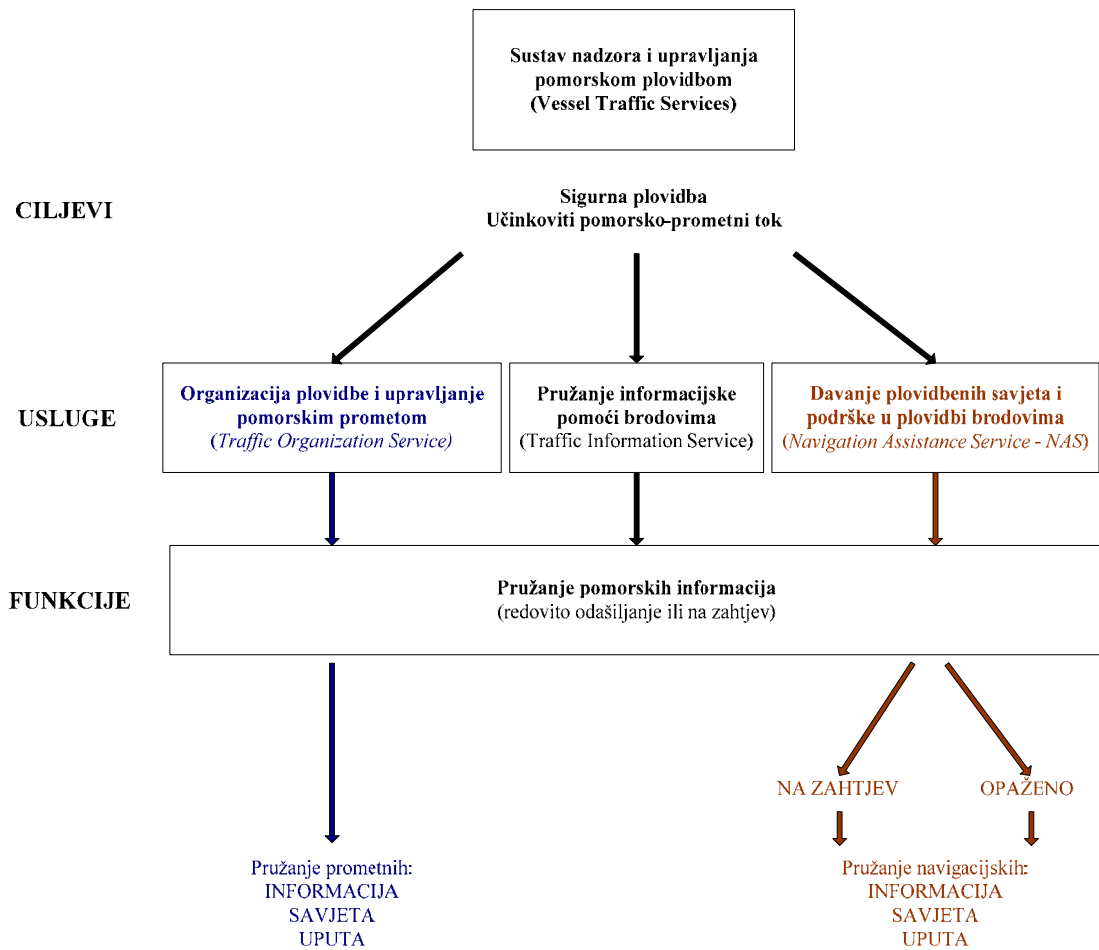 Sustav nadzora i upravljanja
pomorskom plovidbom
(Vessel Traffic Services)
CILJEVI
Sigurna plovidba
Učinkoviti pomorsko-prometni tok
USLUGE
Organizacija plovidbe i upravljanje
pomorskim prometom
(Traffic Organization Service)
Pružanje informacijske
pomoći brodovima
(Traffic Information Service)
Davanje plovidbenih savjeta i
podrške u plovidbi brodovima
(Navigation Assistance Service - NAS)
FUNKCIJE
Pružanje pomorskih informacija
(redovito odašiljanje ili na zahtjev)
NA ZAHTJEV
OPAŽENO
Pružanje prometnih:
INFORMACIJA
SAVJETA
UPUTA
Pružanje navigacijskih:
INFORMACIJA
SAVJETA
UPUTA